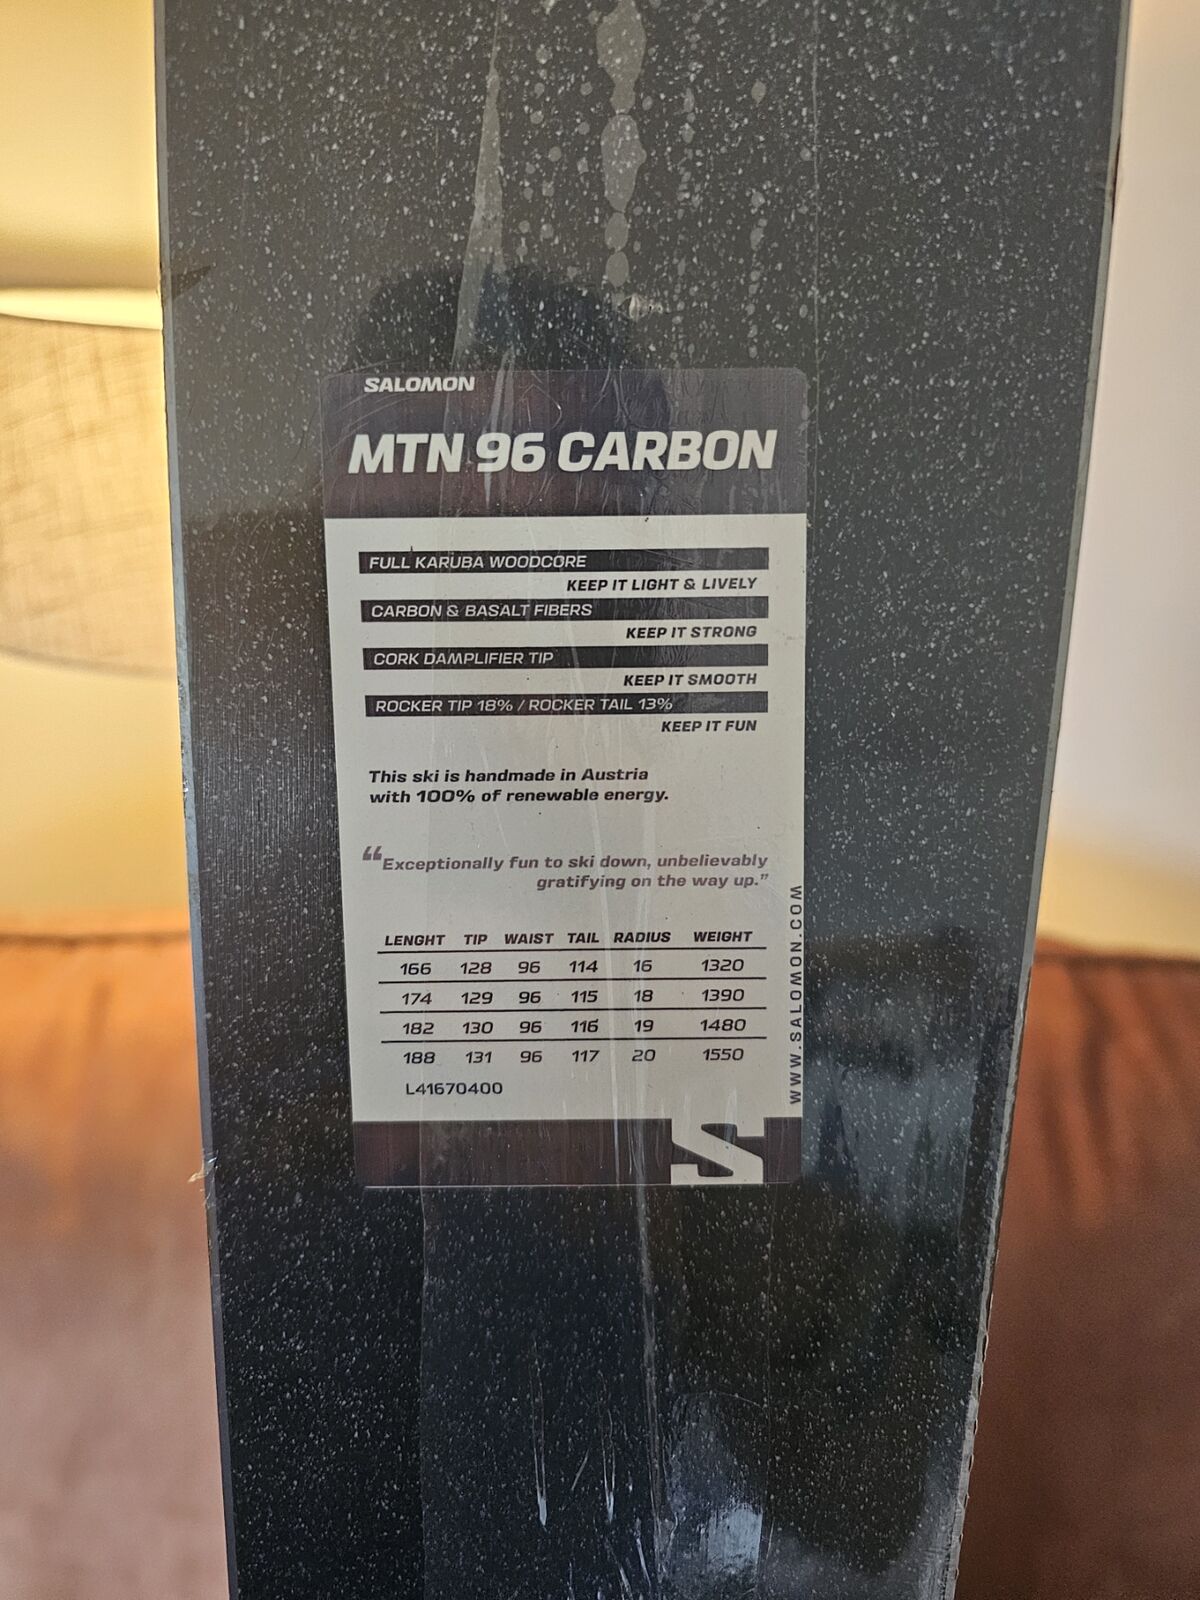 SALOMON
MTN 96 CARBON
FULL KARUBA WOODCORE
KEEP IT LIGHT & LIVELY
CARBON & BASALT FIBERS
KEEP IT STRONG
CORK DAMPLIFIER TIP
KEEP IT SMOOTH
ROCKER TIP 18% / ROCKER TAIL 13%
KEEP IT FUN
This ski is handmade in Austria
with 100% of renewable energy.
“Exceptionally fun to ski down, unbelievably
gratifying on the way up.”
LENGHT TIP WAIST TAIL RADIUS WEIGHT
166 128 96 114 16 1320
174 129 96 115 18 1390
182 130 96 116 19 1480
188 131 96 117 20 1550
L41670400
WWW.SALOMON.COM
S